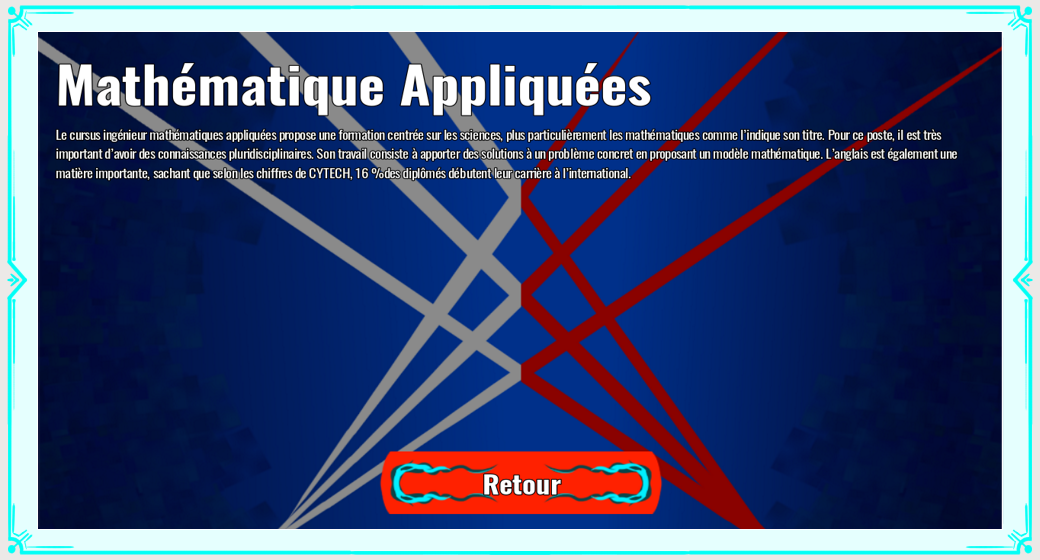 Mathématique Appliquées
Le cursus ingénieur mathématiques appliquées propose une formation centrée sur les sciences, plus particulièrement les mathématiques comme l'indique son titre. Pour ce poste, il est très
important d'avoir des connaissances pluridisciplinaires. Son travail consiste à apporter des solutions à un problème concret en proposant un modèle mathématique. L'anglais est également une
matière importante, sachant que selon les chiffres de CYTECH, 16 %des diplômés débutent leur carrière à l'international.
Retour